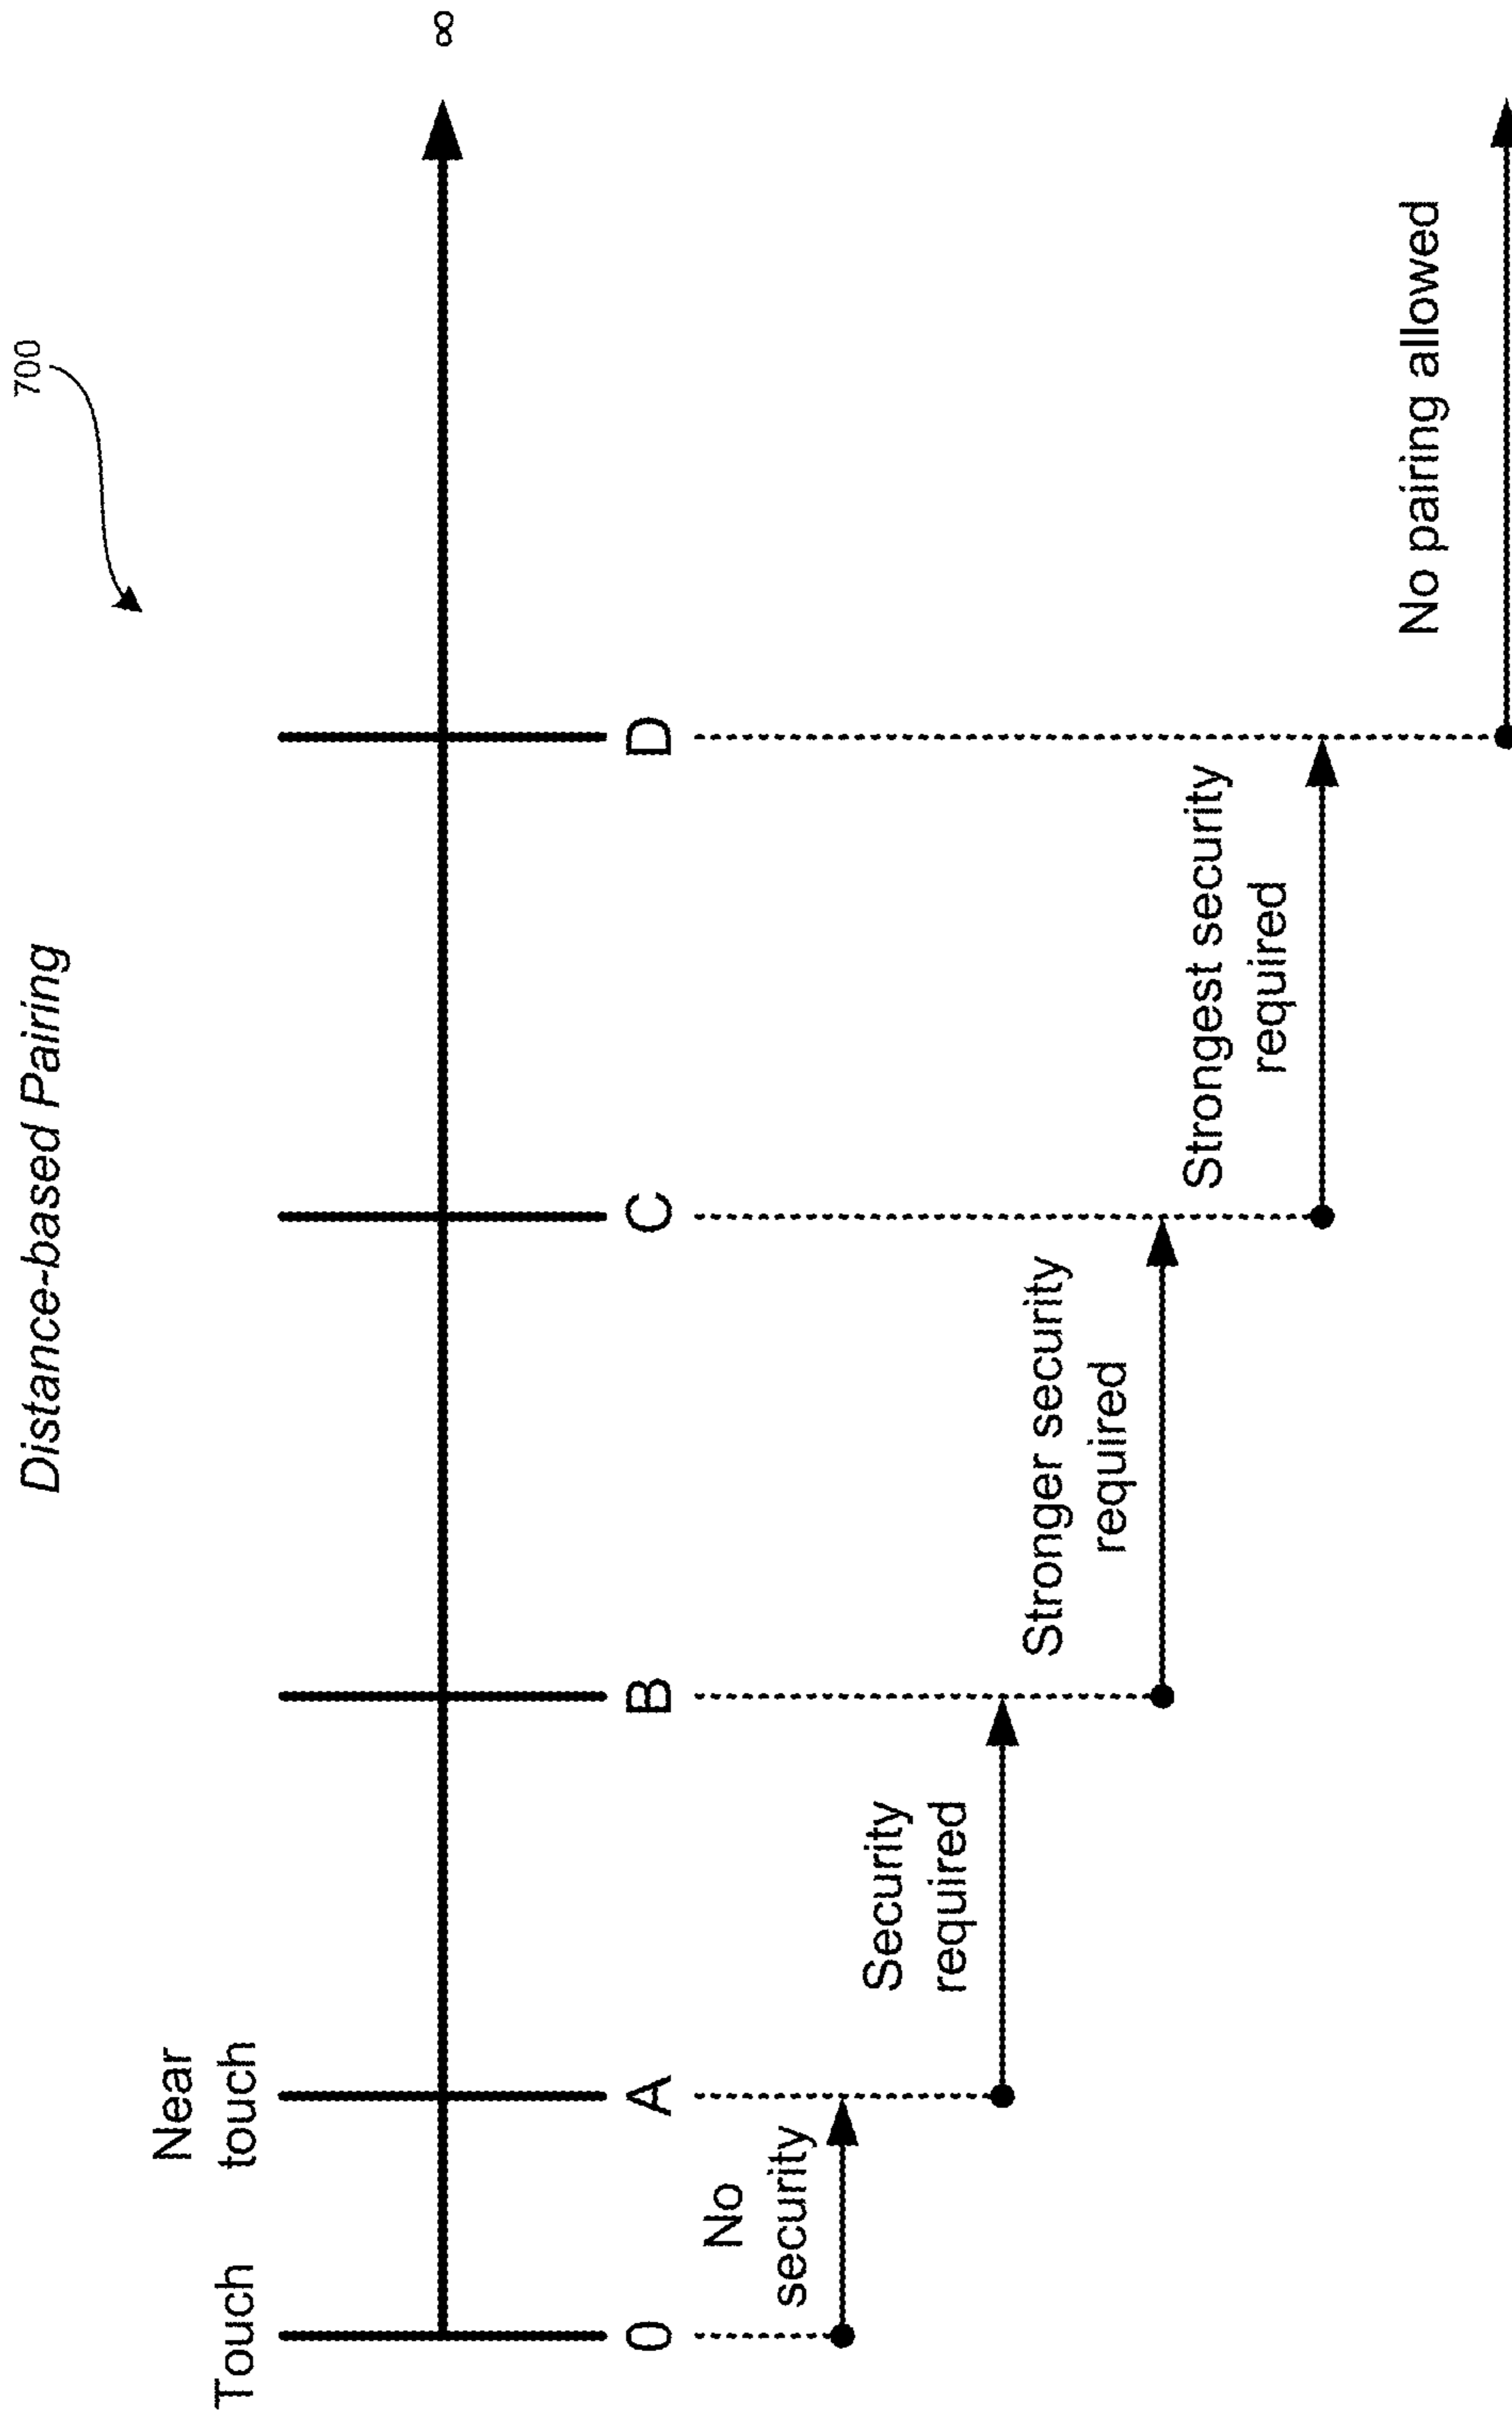 Distance-based Pairing
700
Touch
Near
touch
∞
0
A
B
C
D
No
security
Security
required
Stronger security
required
Strongest security
required
No pairing allowed